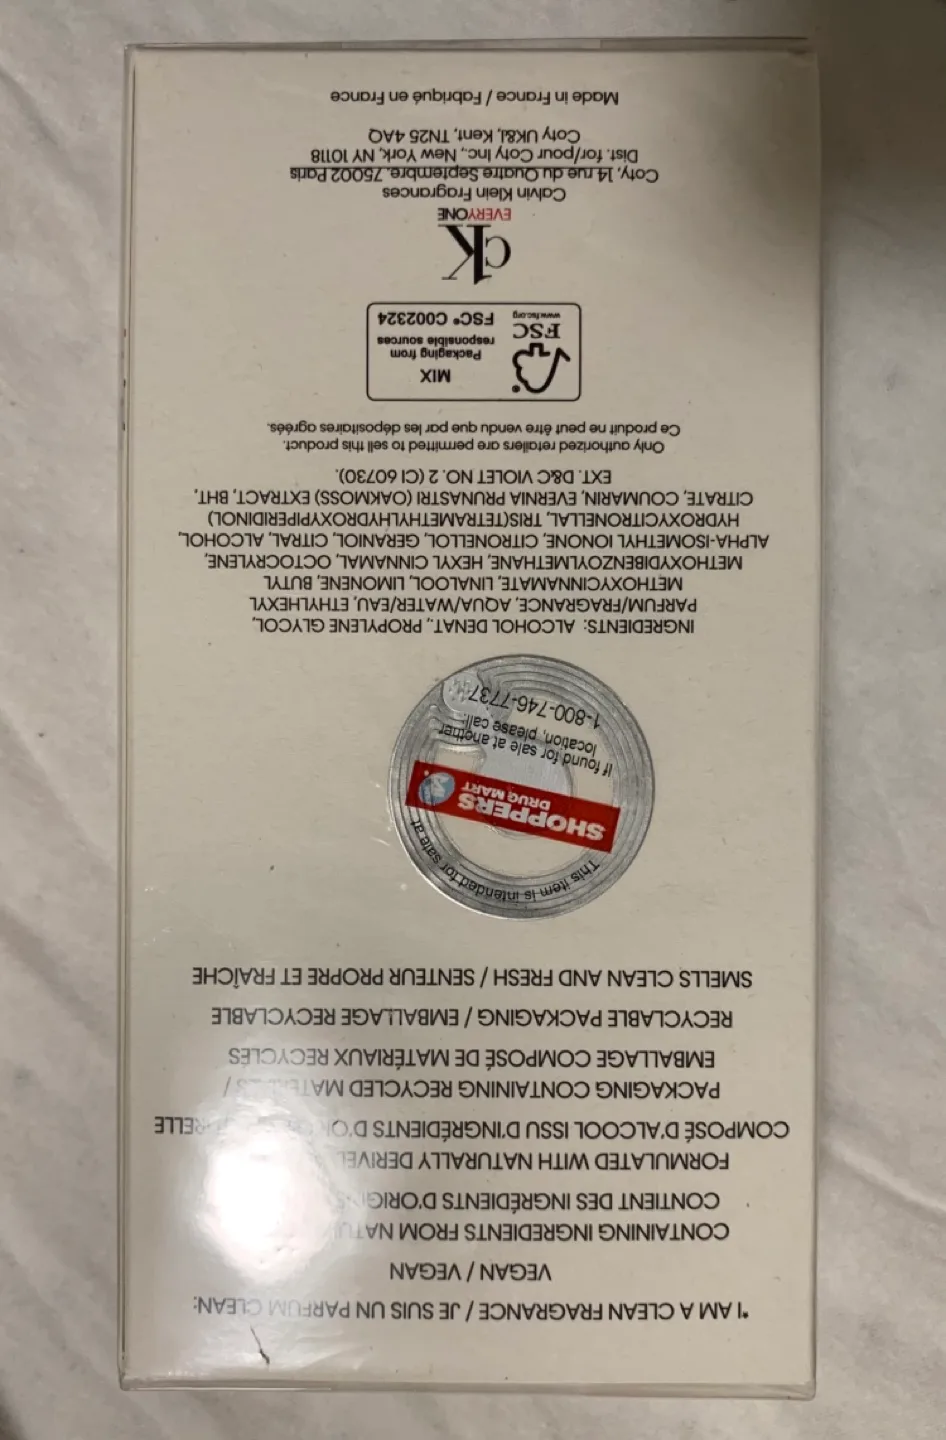 *I AM A CLEAN FRAGRANCE / JE SUIS UN PARFUM CLEAN:
VEGAN / VEGAN
CONTAINING INGREDIENTS FROM
CONTIENT DES INGRÉDIENTS
FORMULATED WITH NATURALLY
COMPOSÉ D'ALCOOL ISSU D'INGRÉDIENTS
PACKAGING CONTAINING RECYCLED /
EMBALLAGE COMPOSÉ DE MATÉRIAUX RECYCLÉS
RECYCLABLE PACKAGING / EMBALLAGE RECYCLABLE
SMELLS CLEAN AND FRESH / SENTEUR PROPRE ET FRAÎCHE
This item is intended for sale at
SHOPPERS
DRUG MART
If found for sale at another
location, please call:
1-800-746-7737
INGREDIENTS: ALCOHOL DENAT., PROPYLENE GLYCOL,
PARFUM/FRAGRANCE, AQUA/WATER/EAU, ETHYLHEXYL
METHOXYCINNAMATE, LINALOOL, LIMONENE, BUTYL
METHOXYDIBENZOYLMETHANE, HEXYL CINNAMAL, OCTOCRYLENE,
ALPHA-ISOMETHYL IONONE, CITRONELLOL, GERANIOL, CITRAL, ALCOHOL,
HYDROXYCITRONELLAL, TRIS(TETRAMETHYLHYDROXYPIPERIDINOL)
CITRATE, COUMARIN, EVERNIA PRUNASTRI (OAKMOSS) EXTRACT, BHT,
EXT. D&C VIOLET NO. 2 (CI 60730).
Only authorized retailers are permitted to sell this product.
Ce produit ne peut être vendu que par les dépositaires agréés.
FSC
www.fsc.org
MIX
Packaging from
responsible sources
FSC® C002324
cK
EVERYONE
Calvin Klein Fragrances
Coty, 14 rue du Quatre Septembre, 75002 Paris
Dist. for/pour Coty Inc., New York, NY 10118
Coty UK&I, Kent, TN25 4AQ
Made in France / Fabriqué en France